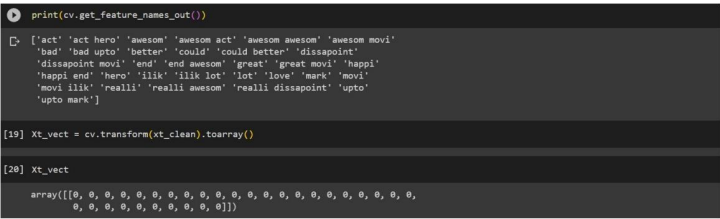 print(cv.get_feature_names_out())
['act' 'act hero' 'awesom' 'awesom act' 'awesom awesom' 'awesom movi'
'bad' 'bad upto' 'better' 'could' 'could better' 'dissapoint'
'dissapoint movi' 'end' 'end awesom' 'great' 'great movi' 'happi'
'happi end' 'hero' 'ilik' 'ilik lot' 'lot' 'love' 'mark' 'movi'
'movi ilik' 'realli' 'realli awesom' 'realli dissapoint' 'upto'
'upto mark']
[19] Xt_vect = cv.transform(xt_clean).toarray()
[20] Xt_vect
array([[0, 0, 0, 0, 0, 0, 0, 0, 0, 0, 0, 0, 0, 0, 0, 0, 0, 0, 0, 0, 0, 0,
0, 0, 0, 0, 0, 0, 0, 0, 0, 0]])